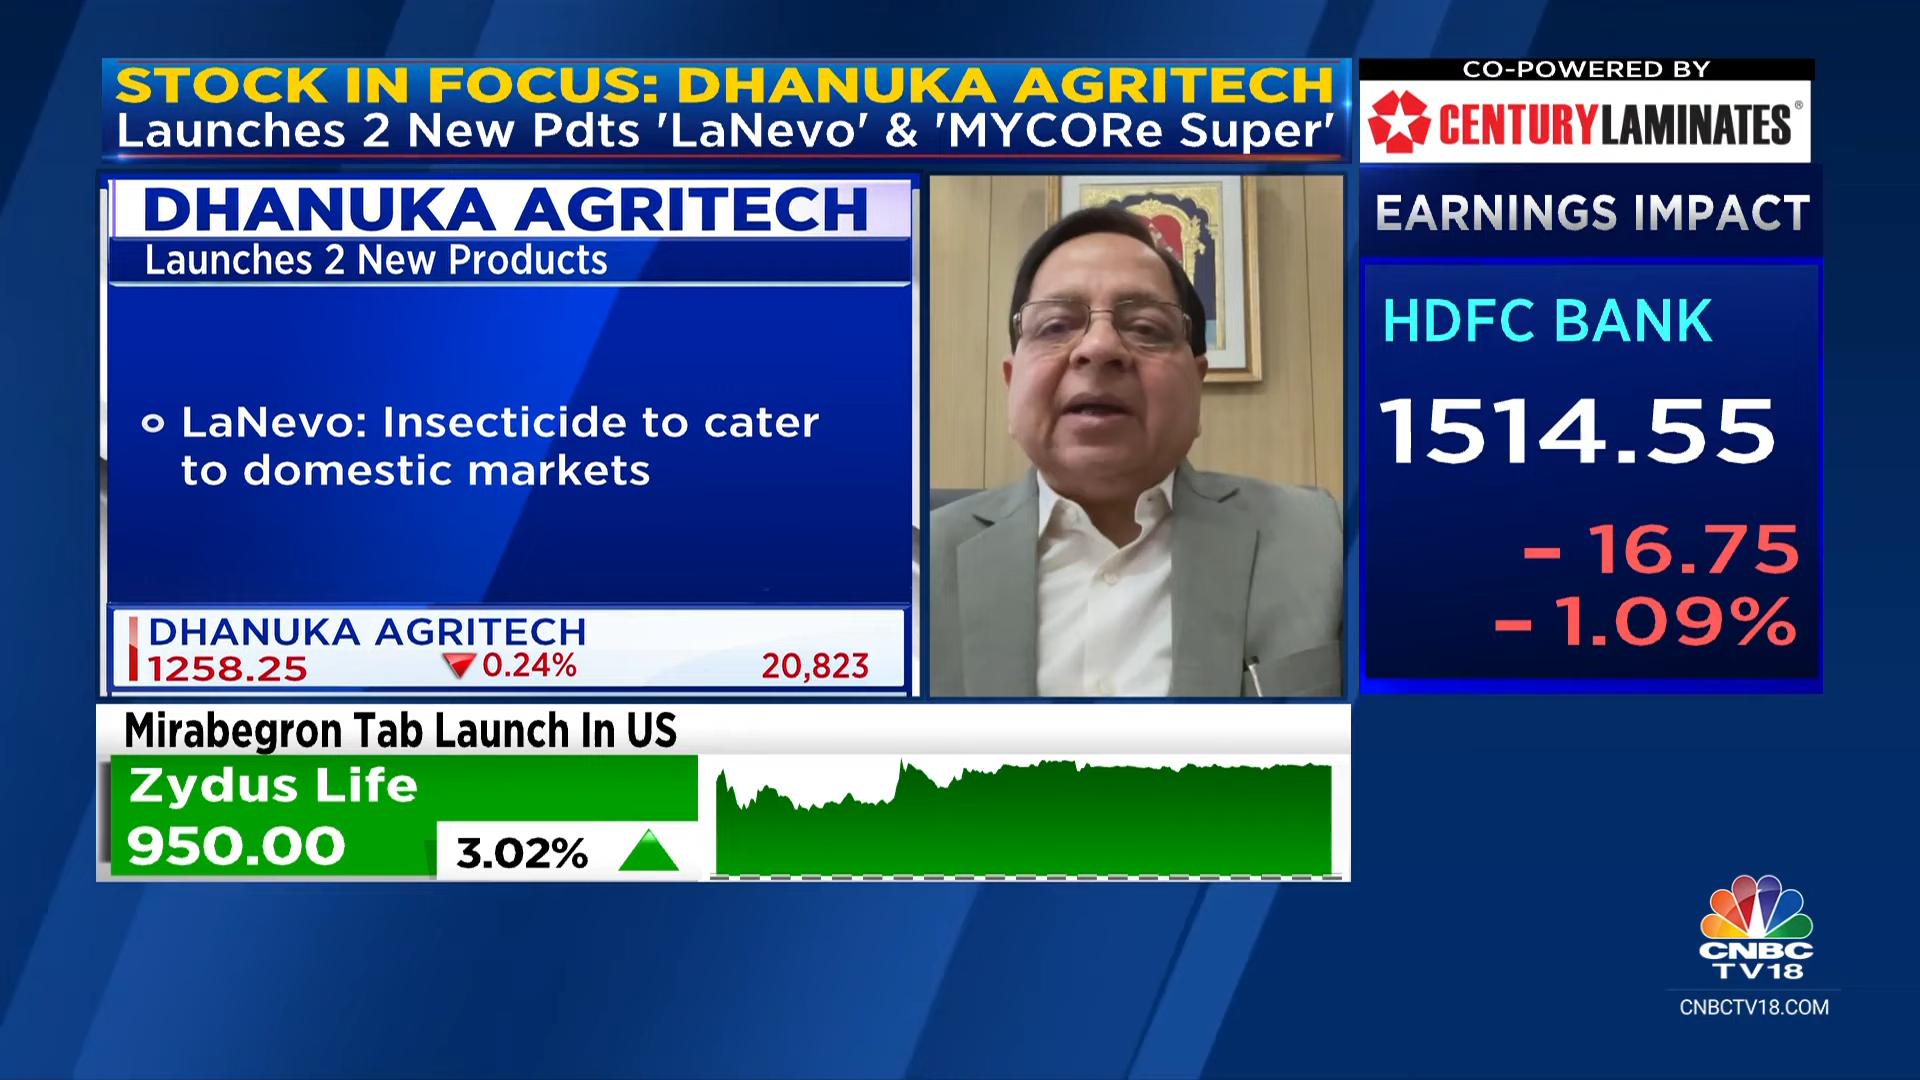 STOCK IN FOCUS: DHANUKA AGRITECH
Launches 2 New Pdts 'LaNevo' & 'MYCORe Super'
CO-POWERED BY
CENTURYLAMINATES®
EARNINGS IMPACT
DHANUKA AGRITECH
Launches 2 New Products
o LaNevo: Insecticide to cater
to domestic markets
DHANUKA AGRITECH
1258.25 0.24% 20,823
HDFC BANK
1514.55
- 16.75
- 1.09%
Mirabegron Tab Launch In US
Zydus Life
950.00
3.02%
CNBC
TV18
CNBCTV18.COM